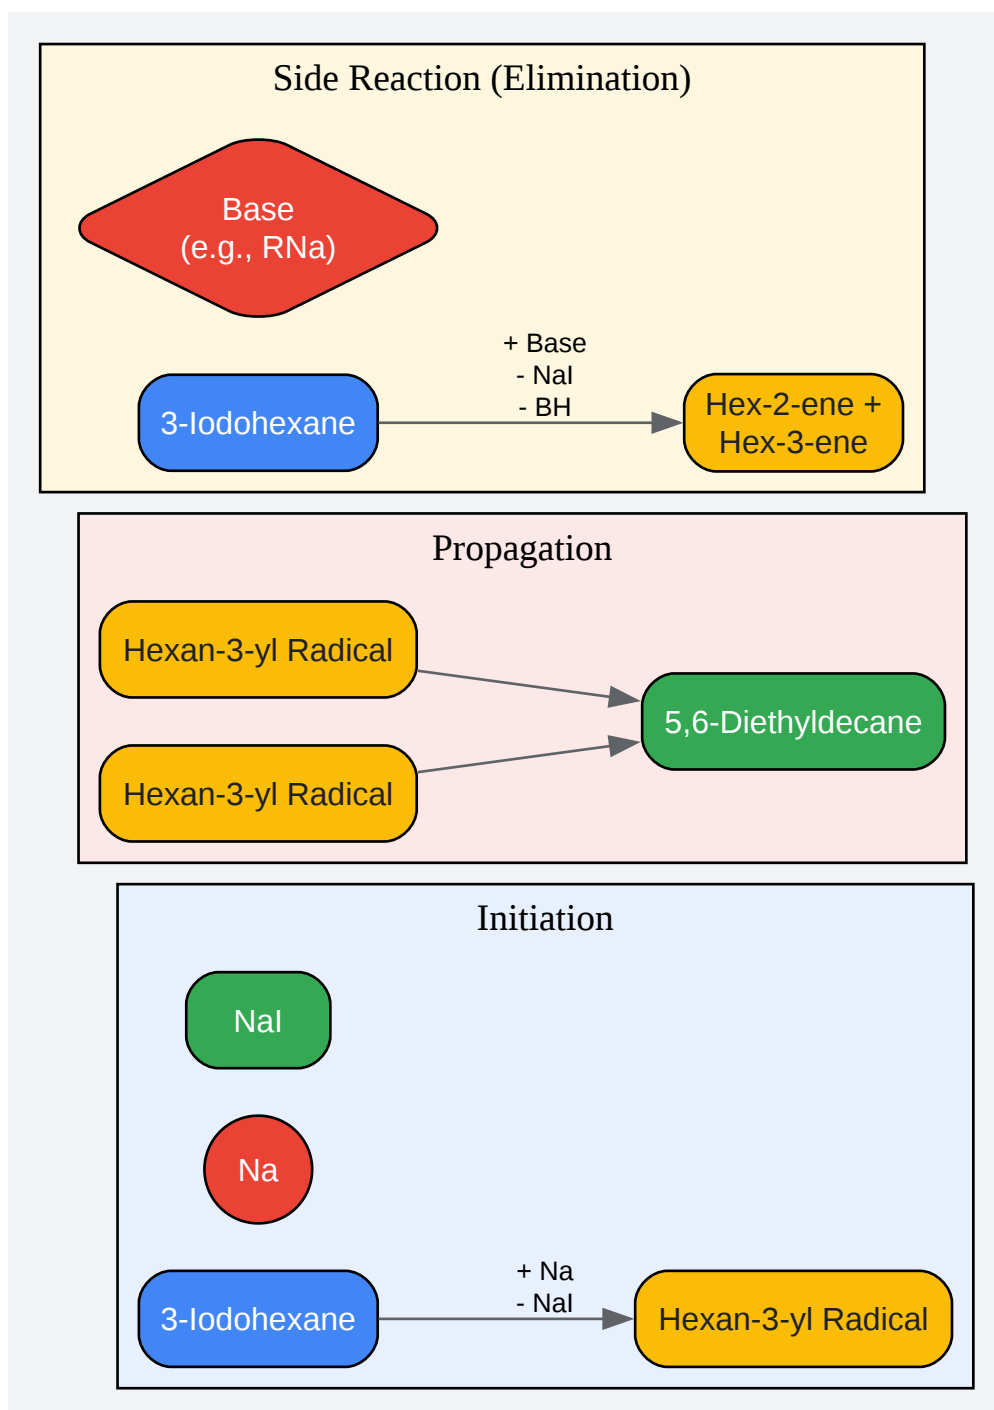 Side Reaction (Elimination)
Base
(e.g., RNa)
+ Base
- NaI
- BH
3-Iodohexane
Hex-2-ene +
Hex-3-ene
Propagation
Hexan-3-yl Radical
5,6-Diethyldecane
Hexan-3-yl Radical
Initiation
NaI
Na
+ Na
- NaI
3-Iodohexane
Hexan-3-yl Radical